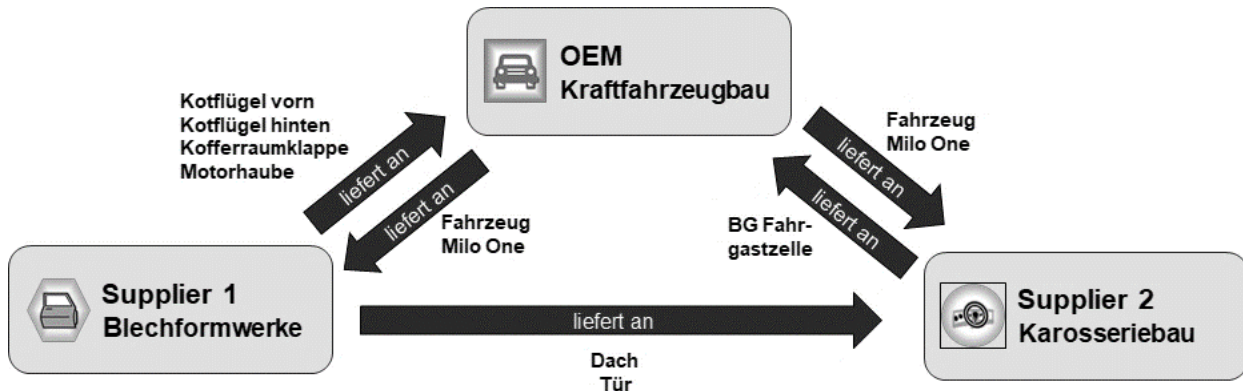 OEM
Kraftfahrzeugbau
Kotflügel vorn
Kotflügel hinten
Kofferraumklappe
Motorhaube
liefert an
liefert an
Fahrzeug
Milo One
liefert an
Fahrzeug
Milo One
liefert an
BG Fahr-
gastzelle
Supplier 1
Blechformwerke
liefert an
Dach
Tür
Supplier 2
Karosseriebau